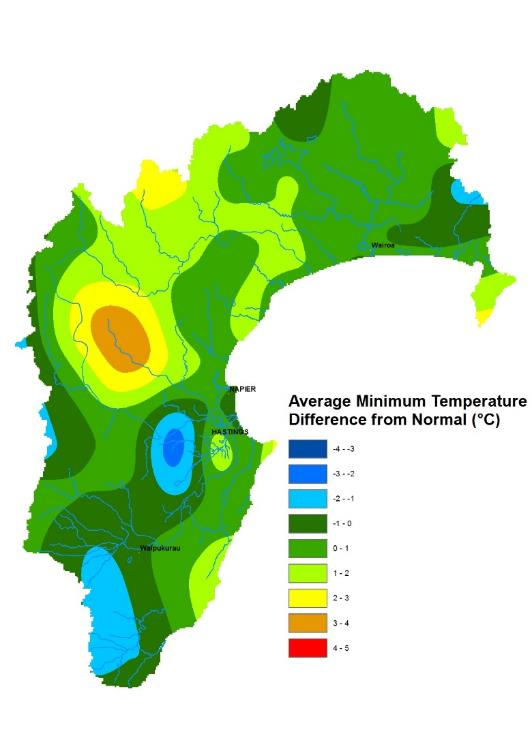 Wairoa
NAPIER
Average Minimum Temperature
Difference from Normal (°C)
HASTINGS
-4 - -3
-3 - -2
-2 - -1
-1 - 0
0 - 1
Waipukurau
1 - 2
2 - 3
3 - 4
4 - 5